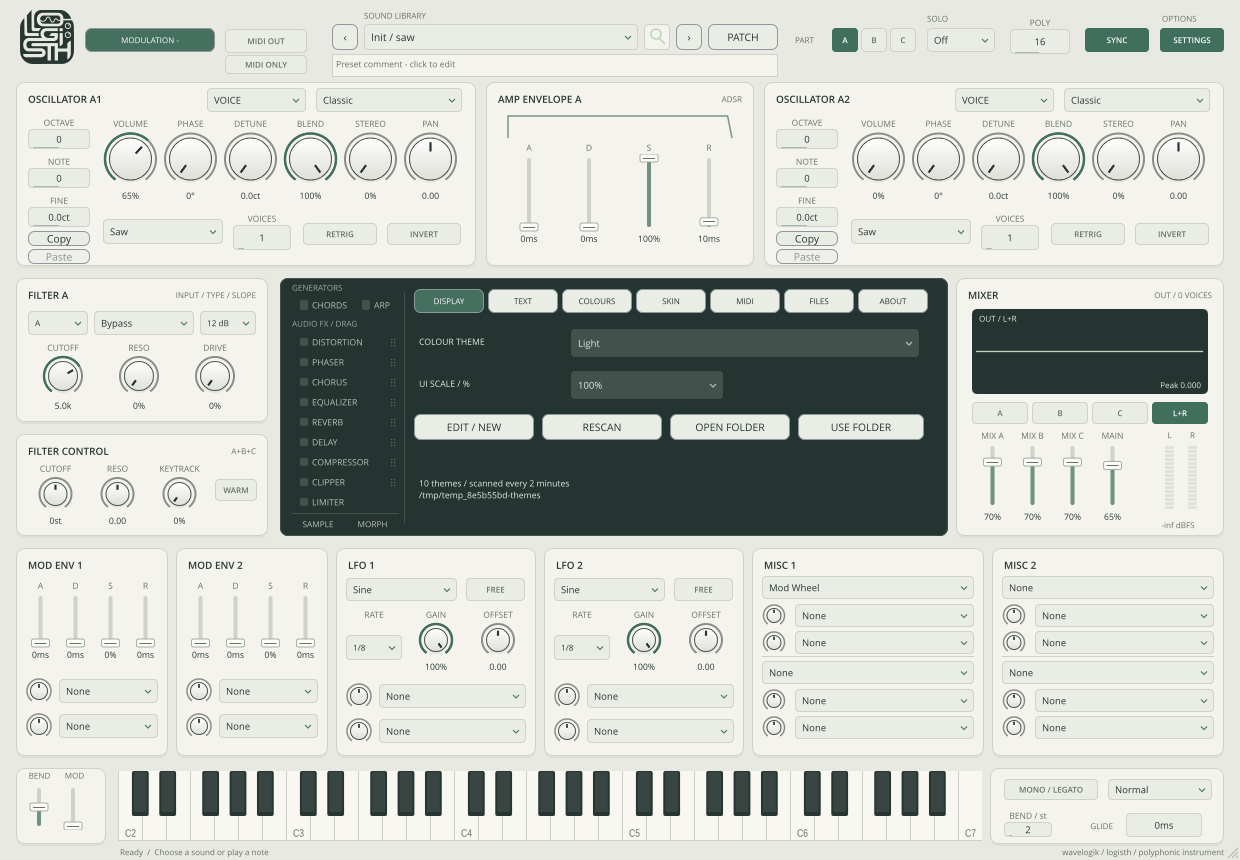 LOGISTH
MODULATION -
MIDI OUT
MIDI ONLY
SOUND LIBRARY
‹ Init / saw › PATCH
Preset comment - click to edit
PART A B C
SOLO
Off
POLY
16
SYNC
OPTIONS
SETTINGS
OSCILLATOR A1 VOICE Classic
OCTAVE VOLUME PHASE DETUNE BLEND STEREO PAN
0
NOTE
0
65% 0° 0.0ct 100% 0% 0.00
FINE
0.0ct
Copy
Paste
Saw
VOICES
1
RETRIG INVERT
AMP ENVELOPE A ADSR
A D S R
0ms 0ms 100% 10ms
OSCILLATOR A2 VOICE Classic
OCTAVE VOLUME PHASE DETUNE BLEND STEREO PAN
0
NOTE
0
0% 0° 0.0ct 100% 0% 0.00
FINE
0.0ct
Copy
Paste
Saw
VOICES
1
RETRIG INVERT
FILTER A INPUT / TYPE / SLOPE
A Bypass 12 dB
CUTOFF RESO DRIVE
5.0k 0% 0%
FILTER CONTROL A+B+C
CUTOFF RESO KEYTRACK
WARM
0st 0.00 0%
GENERATORS
CHORDS ARP
AUDIO FX / DRAG
DISTORTION
PHASER
CHORUS
EQUALIZER
REVERB
DELAY
COMPRESSOR
CLIPPER
LIMITER
SAMPLE MORPH
DISPLAY TEXT COLOURS SKIN MIDI FILES ABOUT
COLOUR THEME Light
UI SCALE / % 100%
EDIT / NEW RESCAN OPEN FOLDER USE FOLDER
10 themes / scanned every 2 minutes
/tmp/temp_8e5b55bd-themes
MIXER OUT / 0 VOICES
OUT / L+R
Peak 0.000
A B C L+R
MIX A MIX B MIX C MAIN L R
70% 70% 70% 65%
-inf dBFS
MOD ENV 1
A D S R
0ms 0ms 0% 0ms
None
None
MOD ENV 2
A D S R
0ms 0ms 0% 0ms
None
None
LFO 1
Sine FREE
RATE GAIN OFFSET
1/8
100% 0.00
None
None
LFO 2
Sine FREE
RATE GAIN OFFSET
1/8
100% 0.00
None
None
MISC 1
Mod Wheel
None
None
None
None
None
MISC 2
None
None
None
None
None
None
BEND MOD
C2 C3 C4 C5 C6 C7
MONO / LEGATO Normal
BEND / st
2
GLIDE 0ms
Ready / Choose a sound or play a note
wavelogik / logisth / polyphonic instrument